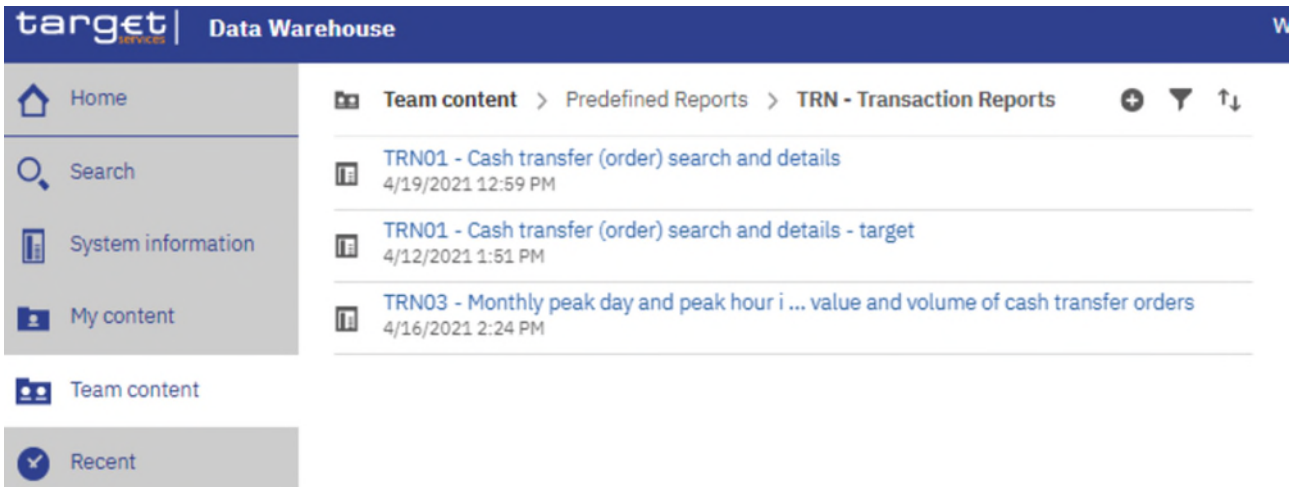 target services | Data Warehouse W
Home
Team content > Predefined Reports > TRN - Transaction Reports
TRN01 - Cash transfer (order) search and details
4/19/2021 12:59 PM
Search
TRN01 - Cash transfer (order) search and details - target
4/12/2021 1:51 PM
System information
TRN03 - Monthly peak day and peak hour i ... value and volume of cash transfer orders
4/16/2021 2:24 PM
My content
Team content
Recent